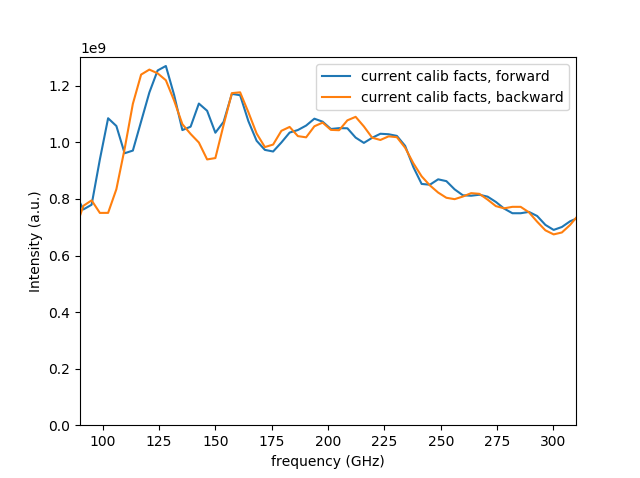 1e9
current calib facts, forward
current calib facts, backward
1.2
1.0
0.8
0.6
0.4
0.2
0.0
Intensity (a.u.)
100 125 150 175 200 225 250 275 300
frequency (GHz)